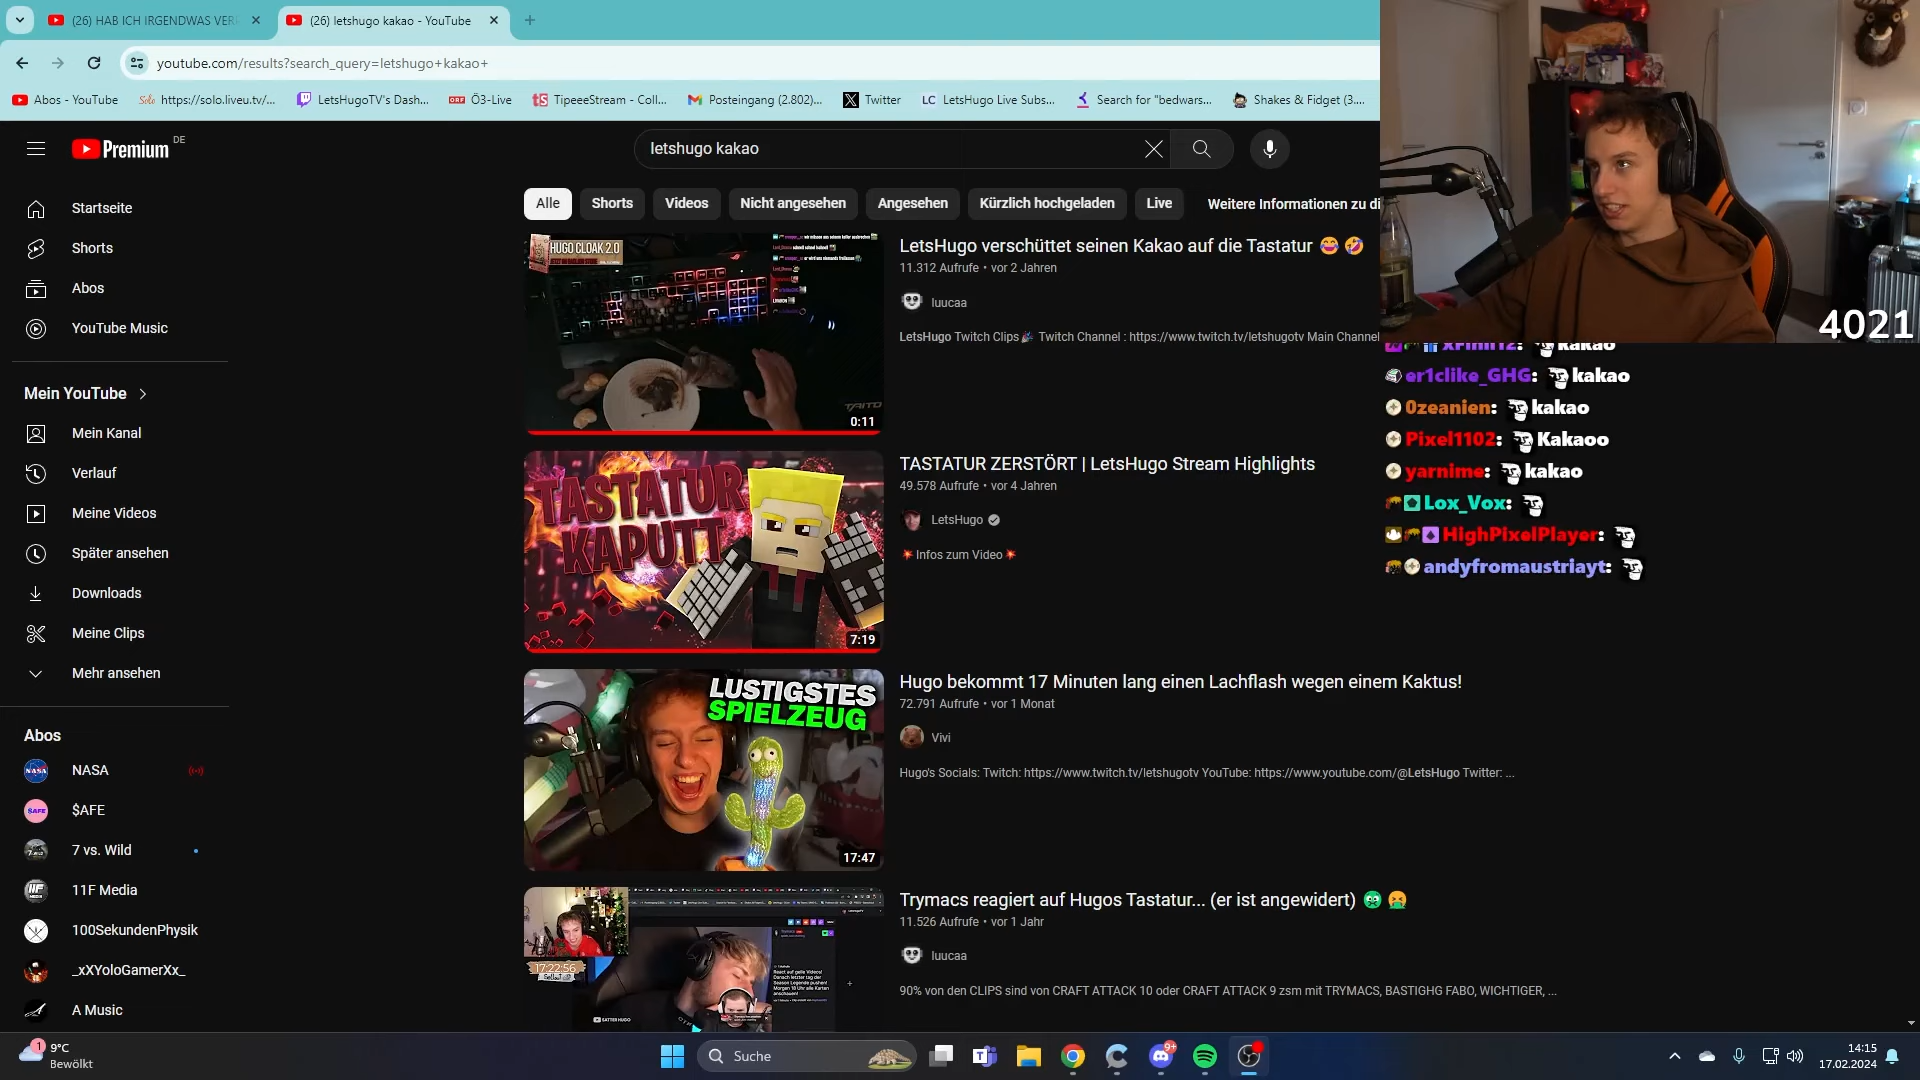 (26) HAB ICH IRGENDWAS VER
(26) letshugo kakao - YouTube
youtube.com/results?search_query=letshugo+kakao+
Abos - YouTube
https://solo.liveu.tv/...
LetsHugoTV's Dash...
Ö3-Live
TipeeeStream - Coll...
Posteingang (2.802)...
Twitter
LetsHugo Live Subs...
Search for "bedwars...
Shakes & Fidget (3....
Premium DE
letshugo kakao
Startseite
Shorts
Abos
YouTube Music
Mein YouTube
Mein Kanal
Verlauf
Meine Videos
Später ansehen
Downloads
Meine Clips
Mehr ansehen
Abos
NASA
$AFE
7 vs. Wild
11F Media
100SekundenPhysik
_xXYoloGamerXx_
A Music
Alle
Shorts
Videos
Nicht angesehen
Angesehen
Kürzlich hochgeladen
Live
Weitere Informationen zu di
HUGO CLOAK 2.0
0:11
LetsHugo verschüttet seinen Kakao auf die Tastatur 😂 🤣
11.312 Aufrufe • vor 2 Jahren
luucaa
LetsHugo Twitch Clips🎉 Twitch Channel : https://www.twitch.tv/letshugotv Main Channel
TASTATUR
KAPUTT
7:19
TASTATUR ZERSTÖRT | LetsHugo Stream Highlights
49.578 Aufrufe • vor 4 Jahren
LetsHugo
💥Infos zum Video💥
LUSTIGSTES
SPIELZEUG
17:47
Hugo bekommt 17 Minuten lang einen Lachflash wegen einem Kaktus!
72.791 Aufrufe • vor 1 Monat
Vivi
Hugo's Socials: Twitch: https://www.twitch.tv/letshugotv YouTube: https://www.youtube.com/@LetsHugo Twitter: ...
17:22:56
Trymacs reagiert auf Hugos Tastatur... (er ist angewidert) 🤢 🤮
11.526 Aufrufe • vor 1 Jahr
luucaa
90% von den CLIPS sind von CRAFT ATTACK 10 oder CRAFT ATTACK 9 zsm mit TRYMACS, BASTIGHG FABO, WICHTIGER, ...
4021
xFinn12: kakao
er1clike_GHG: kakao
0zeanien: kakao
Pixel1102: Kakaoo
yarnime: kakao
Lox_Vox:
HighPixelPlayer:
andyfromaustriayt:
1
9°C
Bewölkt
Suche
9+
14:15
17.02.2024